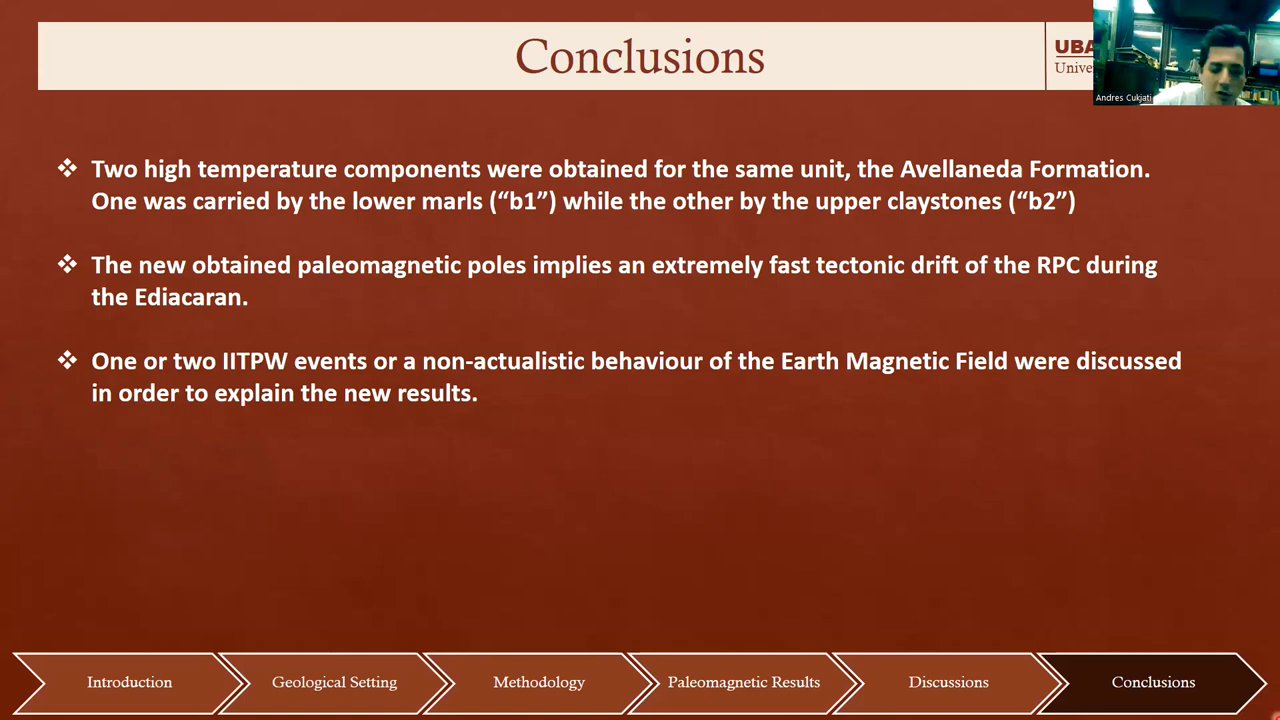 Conclusions
UBA
Andres Cukjati
❖ Two high temperature components were obtained for the same unit, the Avellaneda Formation.
One was carried by the lower marls (“b1”) while the other by the upper claystones (“b2”)
❖ The new obtained paleomagnetic poles implies an extremely fast tectonic drift of the RPC during
the Ediacaran.
❖ One or two IITPW events or a non-actualistic behaviour of the Earth Magnetic Field were discussed
in order to explain the new results.
Introduction
Geological Setting
Methodology
Paleomagnetic Results
Discussions
Conclusions